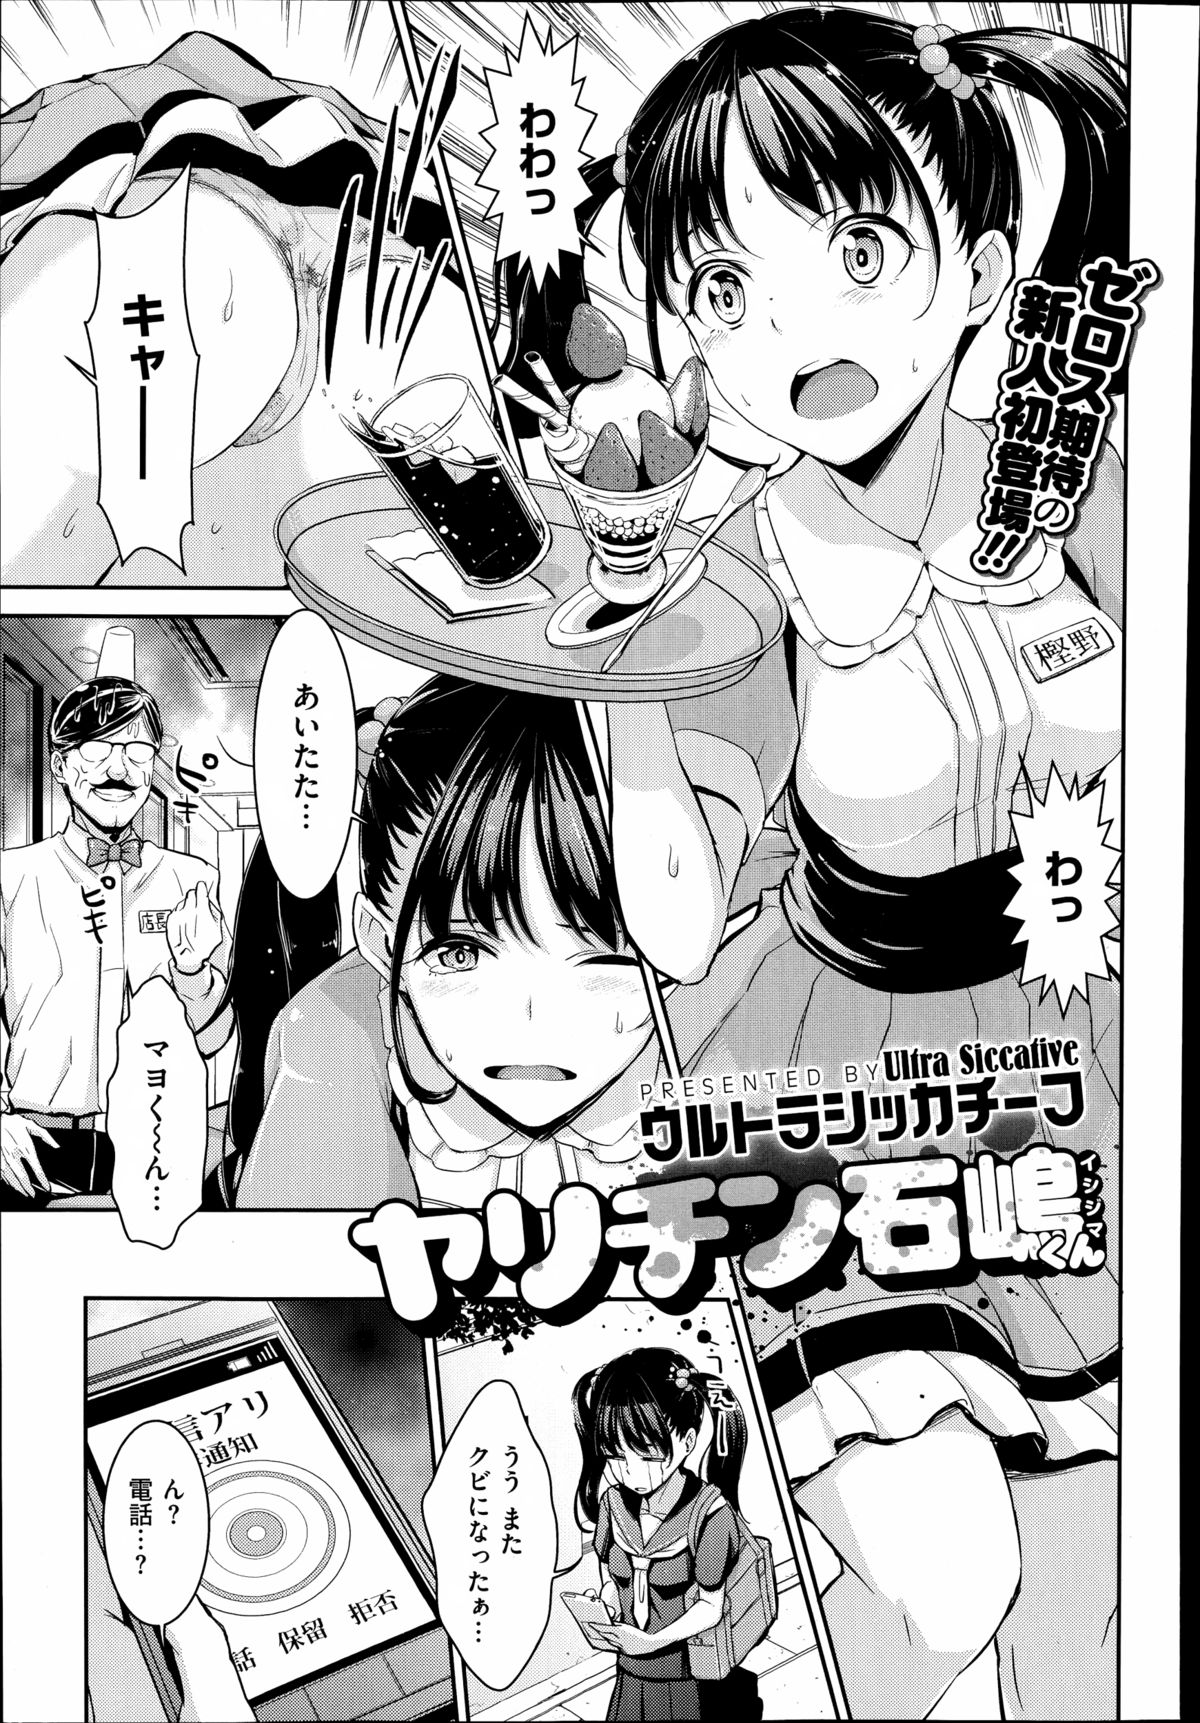 ゼロス期待の
新人初登場!!
わわっ
わっ
樫野
キャー
あいたた…
ピキ
ピキ
店長
マヨく〜ん…
PRESENTED BY Ultra Siccative
ウルトラシッカチーフ
ヤリチン石嶋くん
イシジマ
うえー
うう また
クビになったぁ…
信アリ
通知
ん?
電話…?
話 保留 拒否